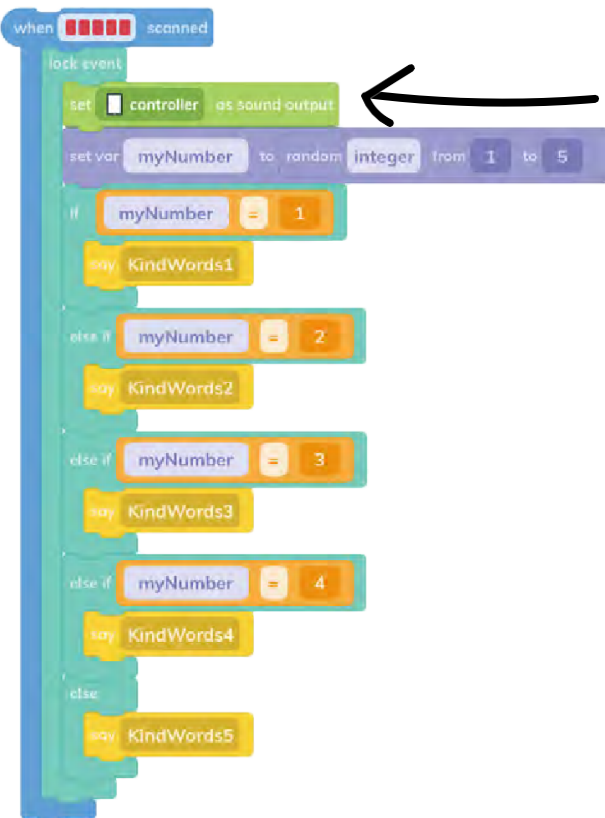 when scanned
lock event
set controller as sound output
set var myNumber to random integer from 1 to 5
if myNumber = 1
say KindWords1
else if myNumber = 2
say KindWords2
else if myNumber = 3
say KindWords3
else if myNumber = 4
say KindWords4
else
say KindWords5